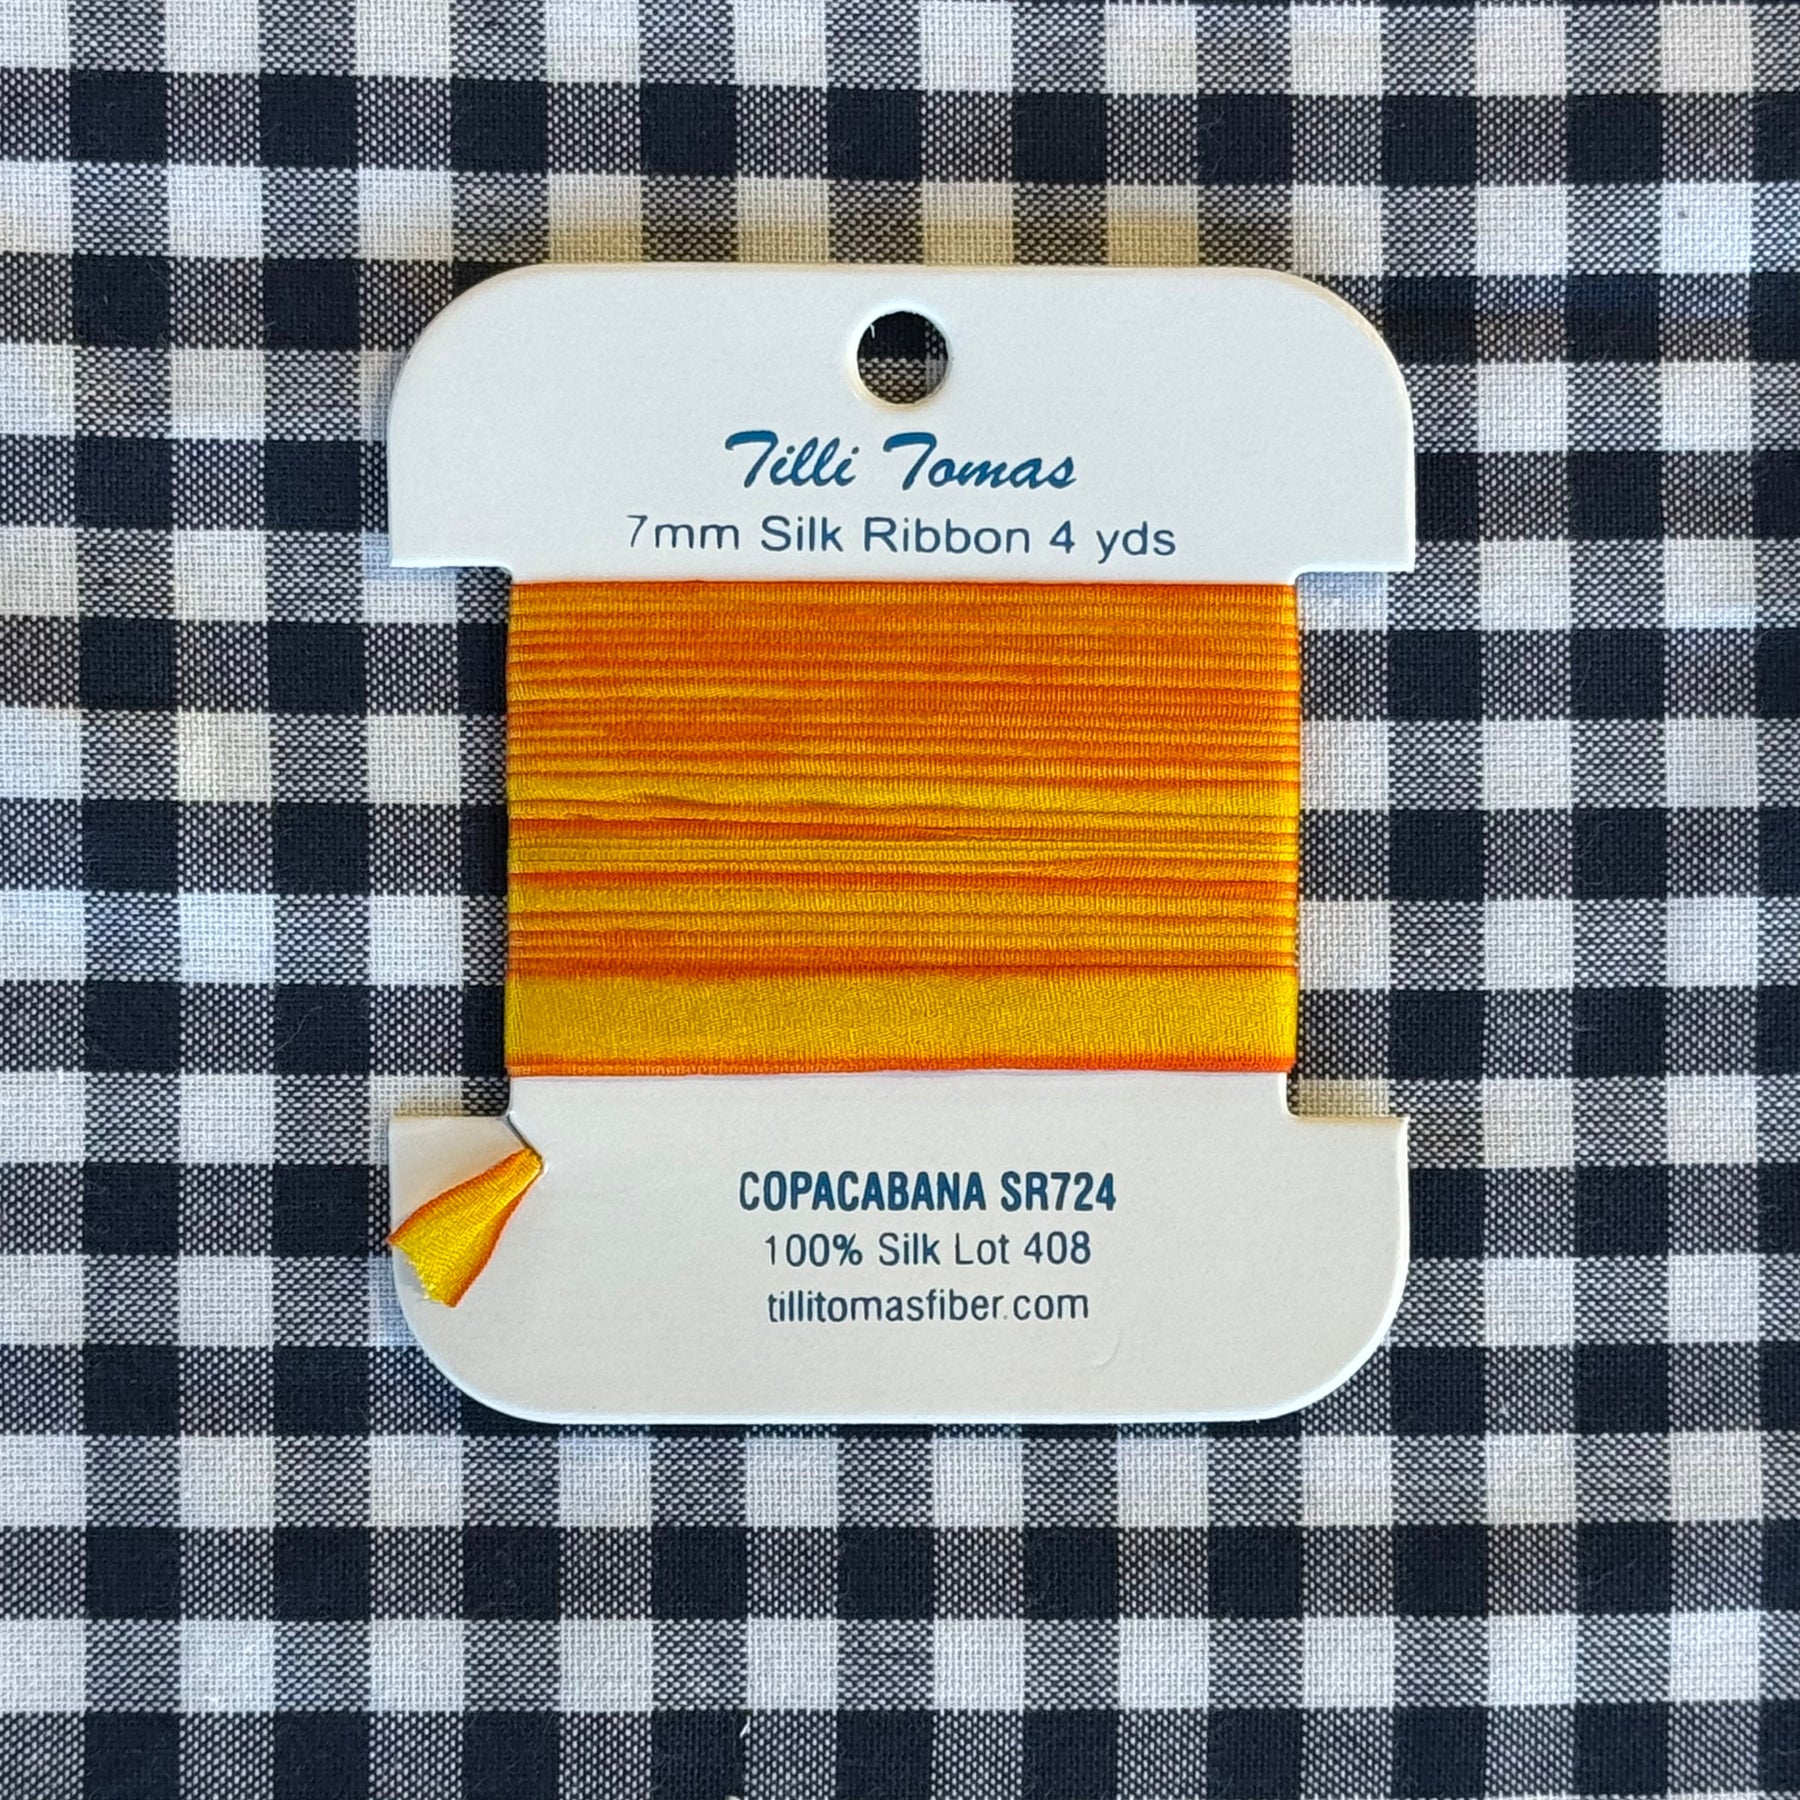 Tilli Tomas
7mm Silk Ribbon 4 yds
COPACABANA SR724
100% Silk Lot 408
tillitomasfiber.com